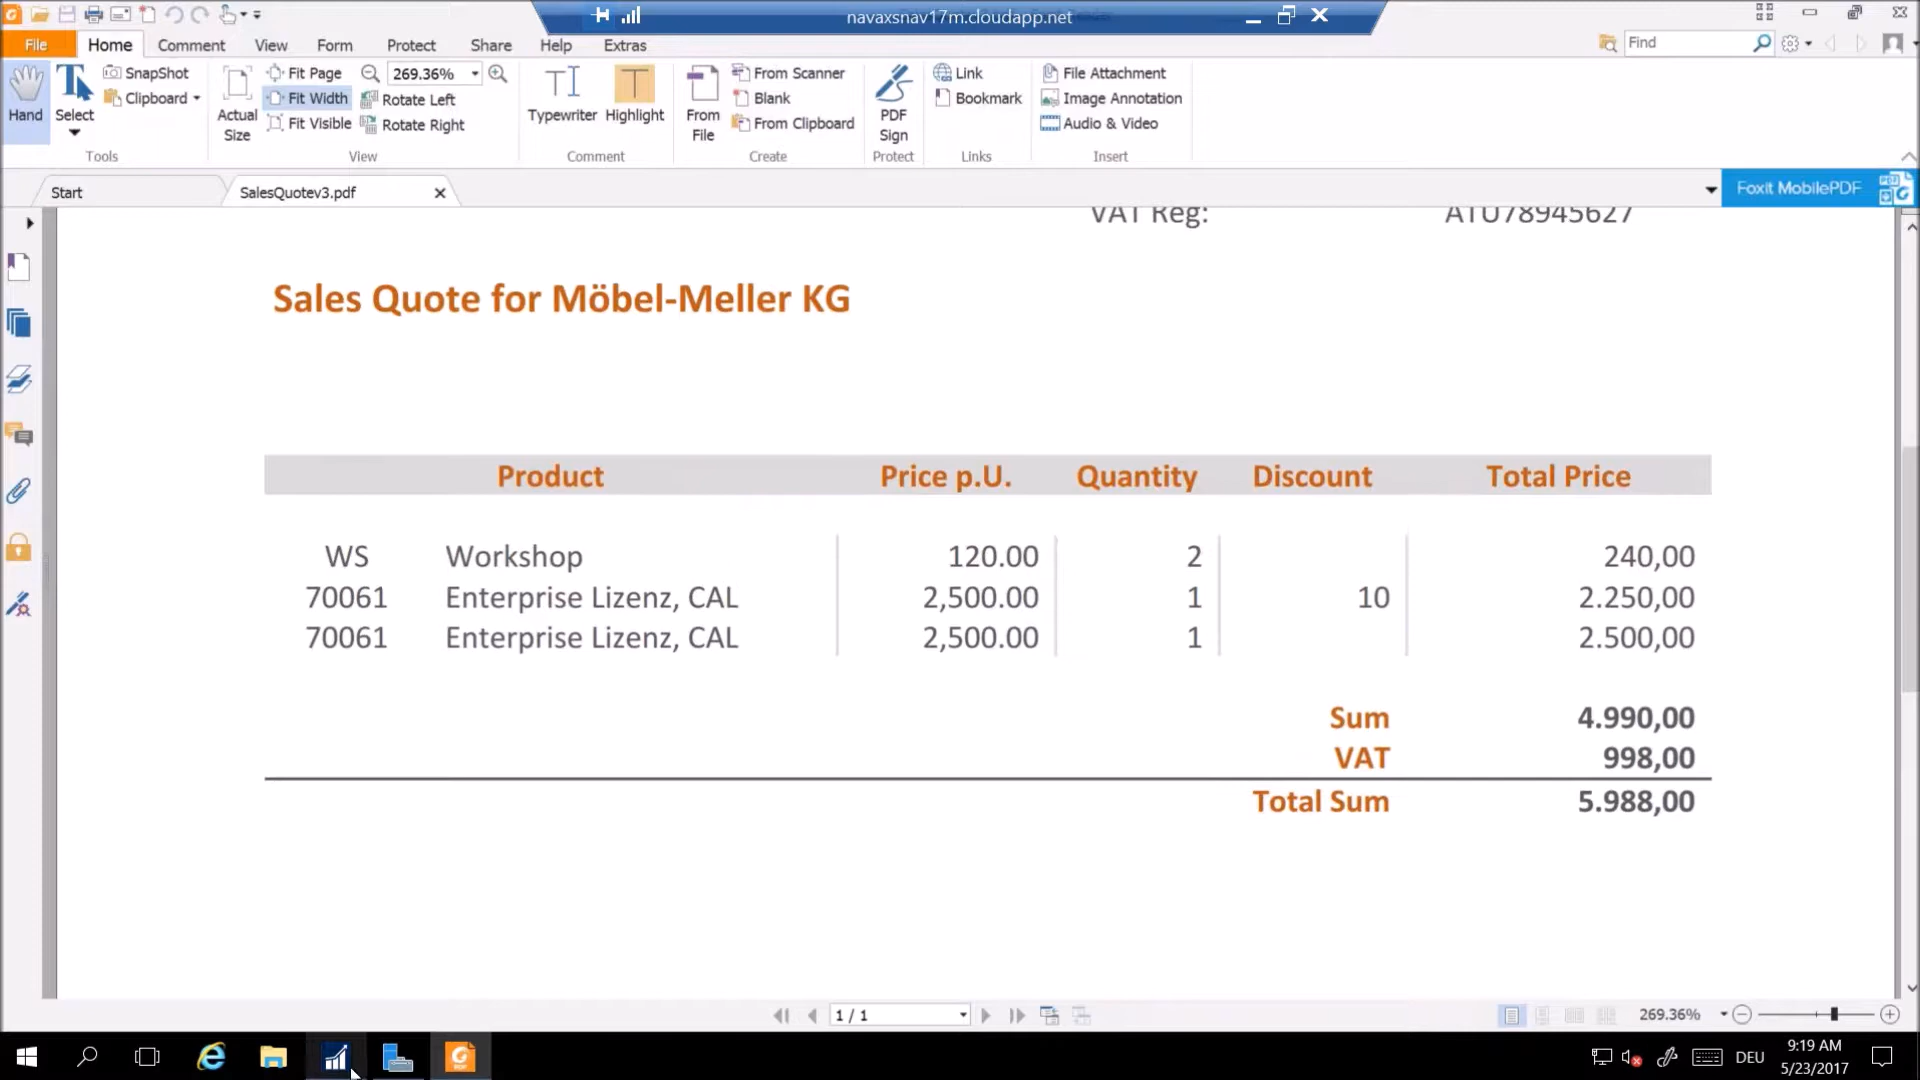 navaxsnav17m.cloudapp.net
File Home Comment View Form Protect Share Help Extras Find
Hand
Select
SnapShot
Clipboard
Tools
Actual Size
Fit Page
Fit Width
Fit Visible
269.36%
Rotate Left
Rotate Right
View
Typewriter
Highlight
Comment
From File
From Scanner
Blank
From Clipboard
Create
PDF Sign
Protect
Link
Bookmark
Links
File Attachment
Image Annotation
Audio & Video
Insert
Start
SalesQuotev3.pdf
Foxit MobilePDF
VAT Reg: ATU78945627
Sales Quote for Möbel-Meller KG
Product Price p.U. Quantity Discount Total Price
WS Workshop 120.00 2 240,00
70061 Enterprise Lizenz, CAL 2,500.00 1 10 2.250,00
70061 Enterprise Lizenz, CAL 2,500.00 1 2.500,00
Sum 4.990,00
VAT 998,00
Total Sum 5.988,00
1 / 1
269.36%
DEU
9:19 AM
5/23/2017